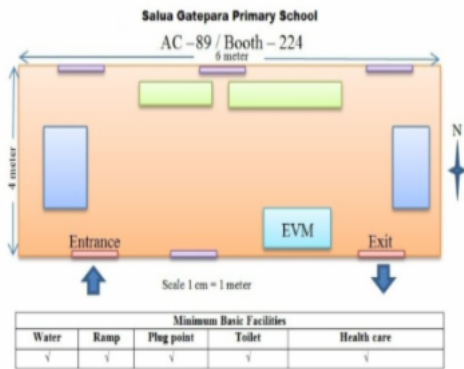 Salua Gatepara Primary School
AC –89 / Booth – 224
6 meter
4 meter
N
EVM
Entrance
Exit
Scale 1 cm = 1 meter
Minimum Basic Facilities
Water Ramp Plug point Toilet Health care
√ √ √ √ √